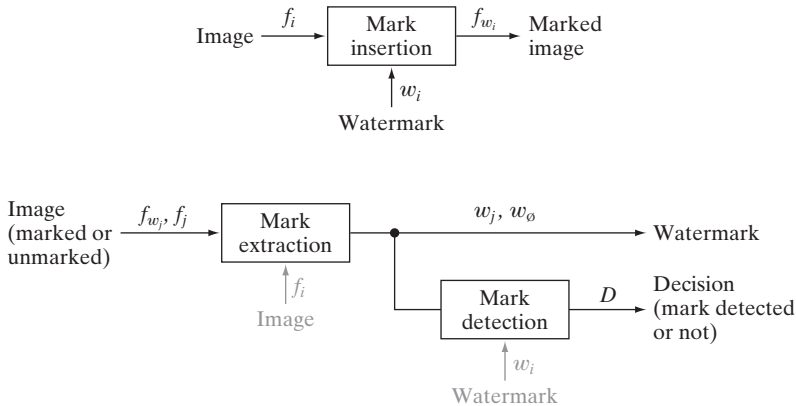 Image
f_i
Mark
insertion
f_{w_i}
Marked
image
w_i
Watermark
Image
(marked or
unmarked)
f_{w_j}, f_j
Mark
extraction
w_j, w_ø
Watermark
f_i
Image
Mark
detection
D
Decision
(mark detected
or not)
w_i
Watermark